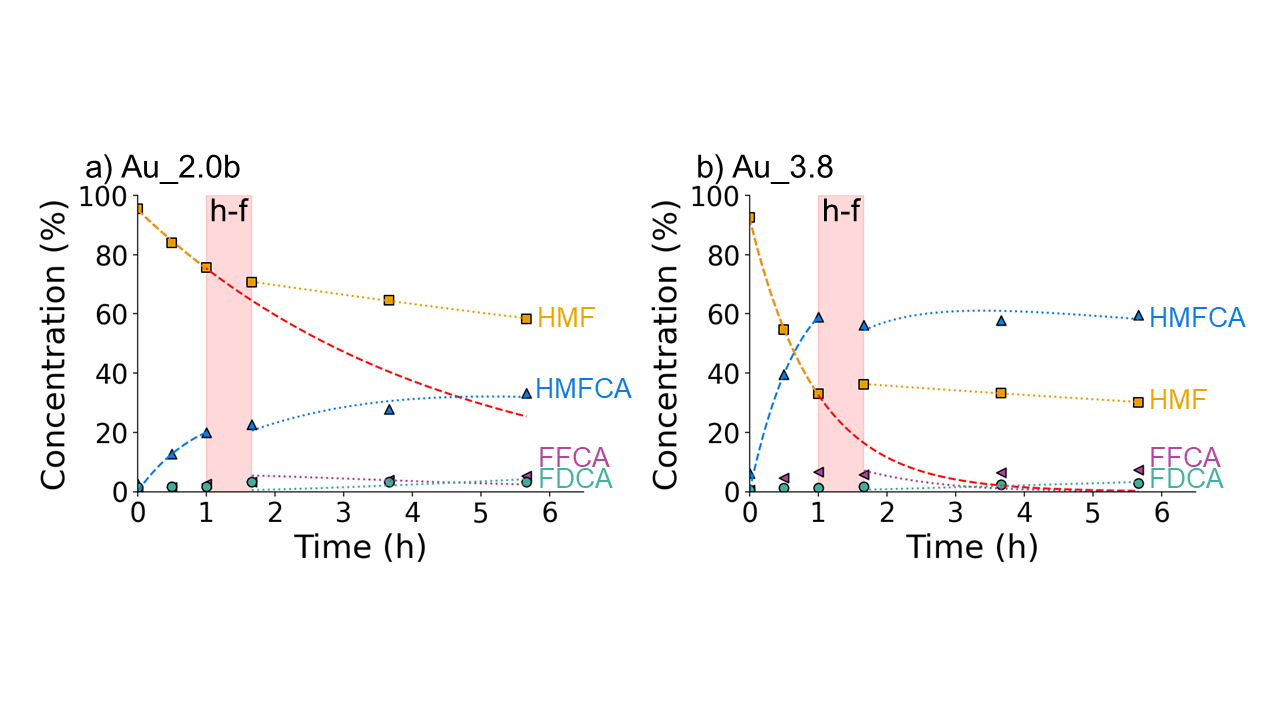 a) Au_2.0b
Concentration (%)
100
80
60
40
20
0
h-f
HMF
HMFCA
FFCA
FDCA
0 1 2 3 4 5 6
Time (h)
b) Au_3.8
Concentration (%)
100
80
60
40
20
0
h-f
HMFCA
HMF
FFCA
FDCA
0 1 2 3 4 5 6
Time (h)